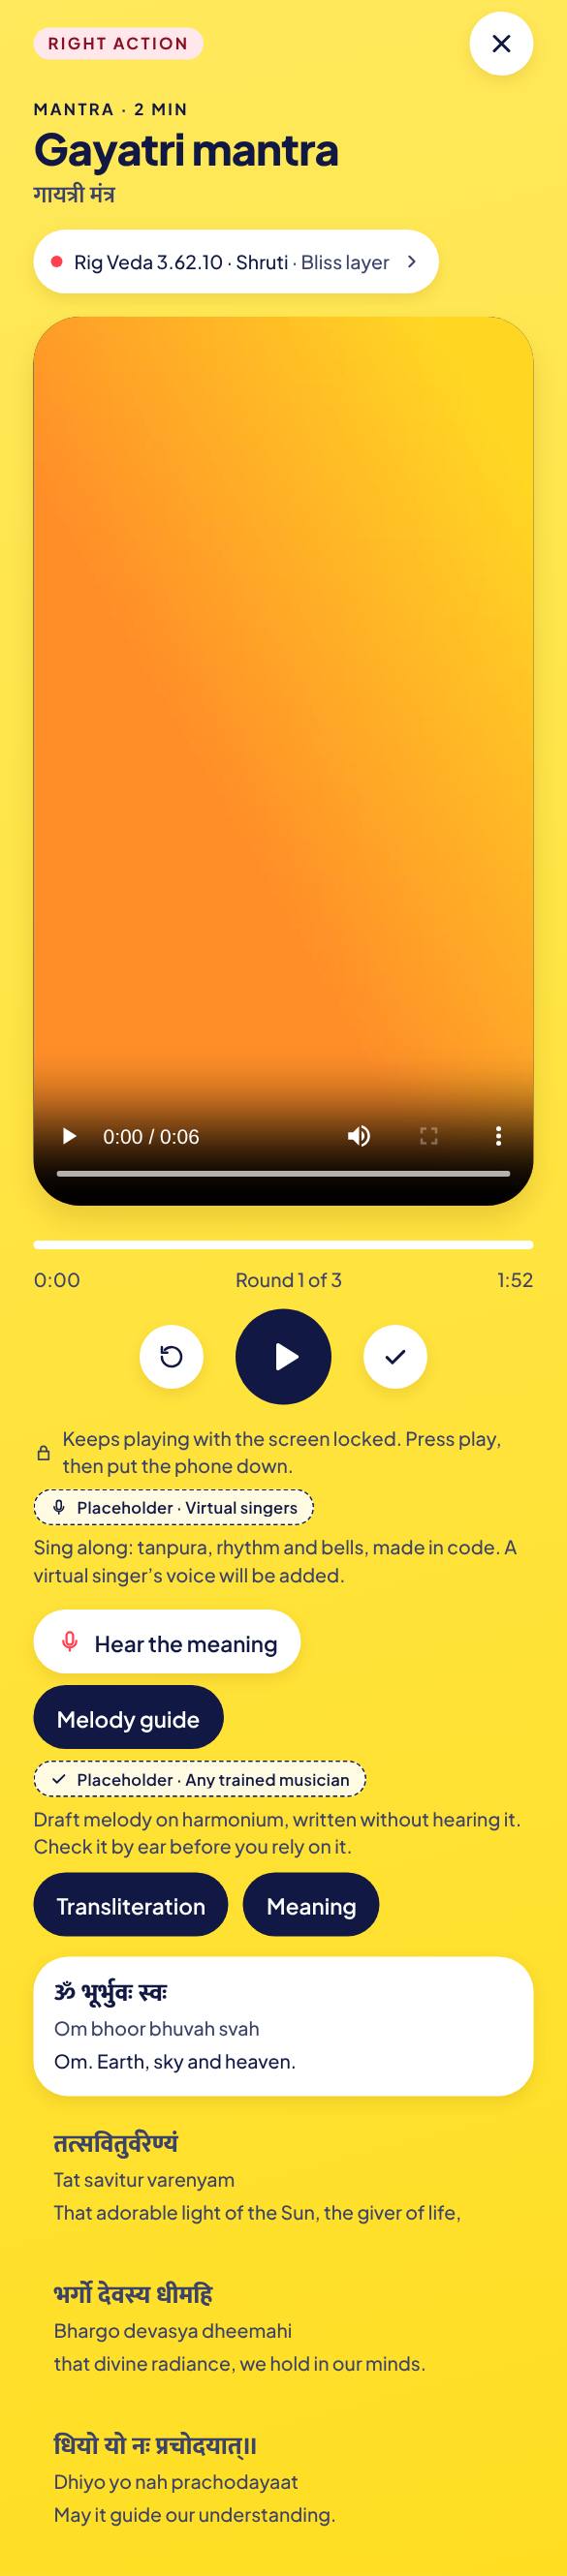 RIGHT ACTION
MANTRA · 2 MIN
Gayatri mantra
गायत्री मंत्र
Rig Veda 3.62.10 · Shruti · Bliss layer
0:00 / 0:06
0:00 Round 1 of 3 1:52
Keeps playing with the screen locked. Press play,
then put the phone down.
Placeholder · Virtual singers
Sing along: tanpura, rhythm and bells, made in code. A
virtual singer’s voice will be added.
Hear the meaning
Melody guide
Placeholder · Any trained musician
Draft melody on harmonium, written without hearing it.
Check it by ear before you rely on it.
Transliteration Meaning
ॐ भूर्भुवः स्वः
Om bhoor bhuvah svah
Om. Earth, sky and heaven.
तत्सवितुर्वरेण्यं
Tat savitur varenyam
That adorable light of the Sun, the giver of life,
भर्गो देवस्य धीमहि
Bhargo devasya dheemahi
that divine radiance, we hold in our minds.
धियो यो नः प्रचोदयात्॥
Dhiyo yo nah prachodayaat
May it guide our understanding.